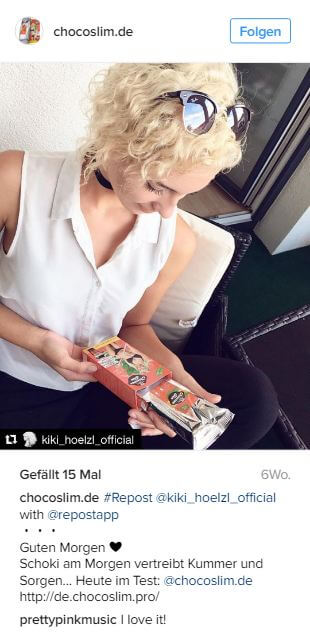 chocoslim.de
Folgen
kiki_hoelzl_official
Gefällt 15 Mal
6Wo.
chocoslim.de #Repost @kiki_hoelzl_official
with @repostapp
・・・
Guten Morgen 🖤
Schoki am Morgen vertreibt Kummer und
Sorgen... Heute im Test: @chocoslim.de
http://de.chocoslim.pro/
prettypinkmusic I love it!